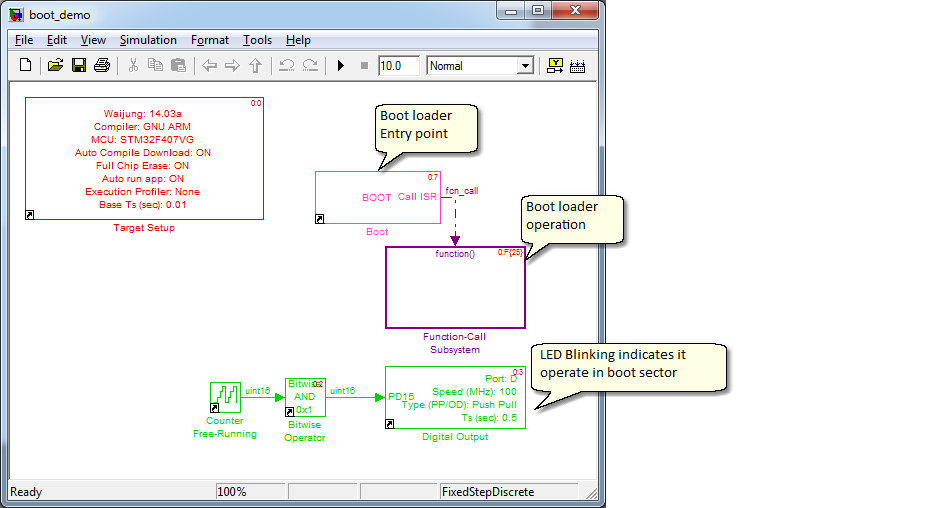 boot_demo
File Edit View Simulation Format Tools Help
10.0 Normal
0:0
Waijung: 14.03a
Compiler: GNU ARM
MCU: STM32F407VG
Auto Compile Download: ON
Full Chip Erase: ON
Auto run app: ON
Execution Profiler: None
Base Ts (sec): 0.01
Target Setup
Boot loader
Entry point
0:7
BOOT Call ISR
fcn_call
Boot
Boot loader
operation
0:F{25}
function()
Function-Call
Subsystem
LED Blinking indicates it
operate in boot sector
Counter
Free-Running
uint16
0:2
Bitwise
AND
0x1
Bitwise
Operator
uint16
0:3
Port: D
Speed (MHz): 100
PD15
Type (PP/OD): Push Pull
Ts (sec): 0.5
Digital Output
Ready 100% FixedStepDiscrete